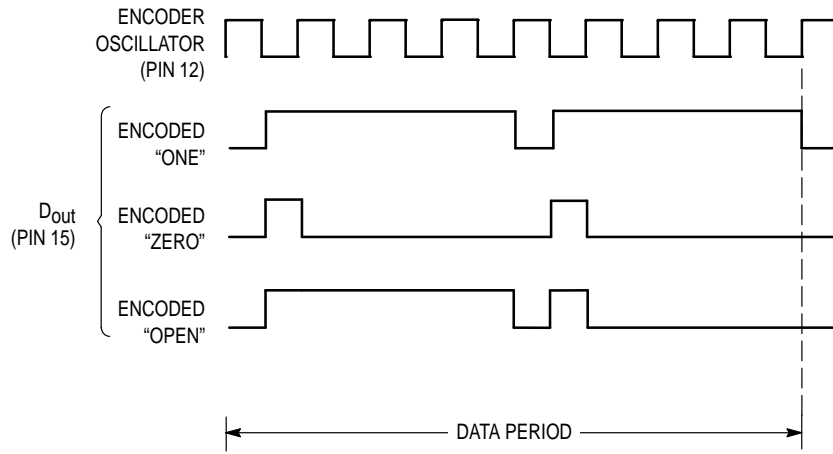 ENCODER
OSCILLATOR
(PIN 12)
ENCODED
“ONE”
Dout
(PIN 15)
ENCODED
“ZERO”
ENCODED
“OPEN”
DATA PERIOD